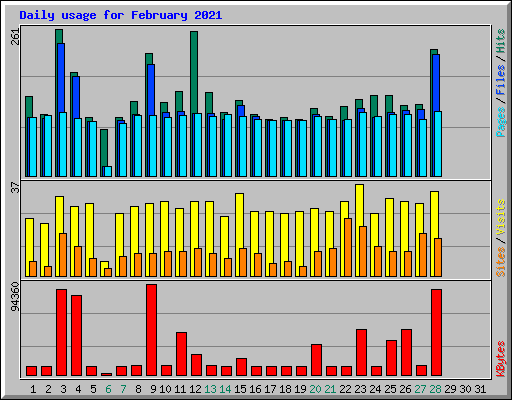 Daily usage for February 2021
261
Pages / Files / Hits
37
Sites / Visits
94360
KBytes
1 2 3 4 5 6 7 8 9 10 11 12 13 14 15 16 17 18 19 20 21 22 23 24 25 26 27 28 29 30 31